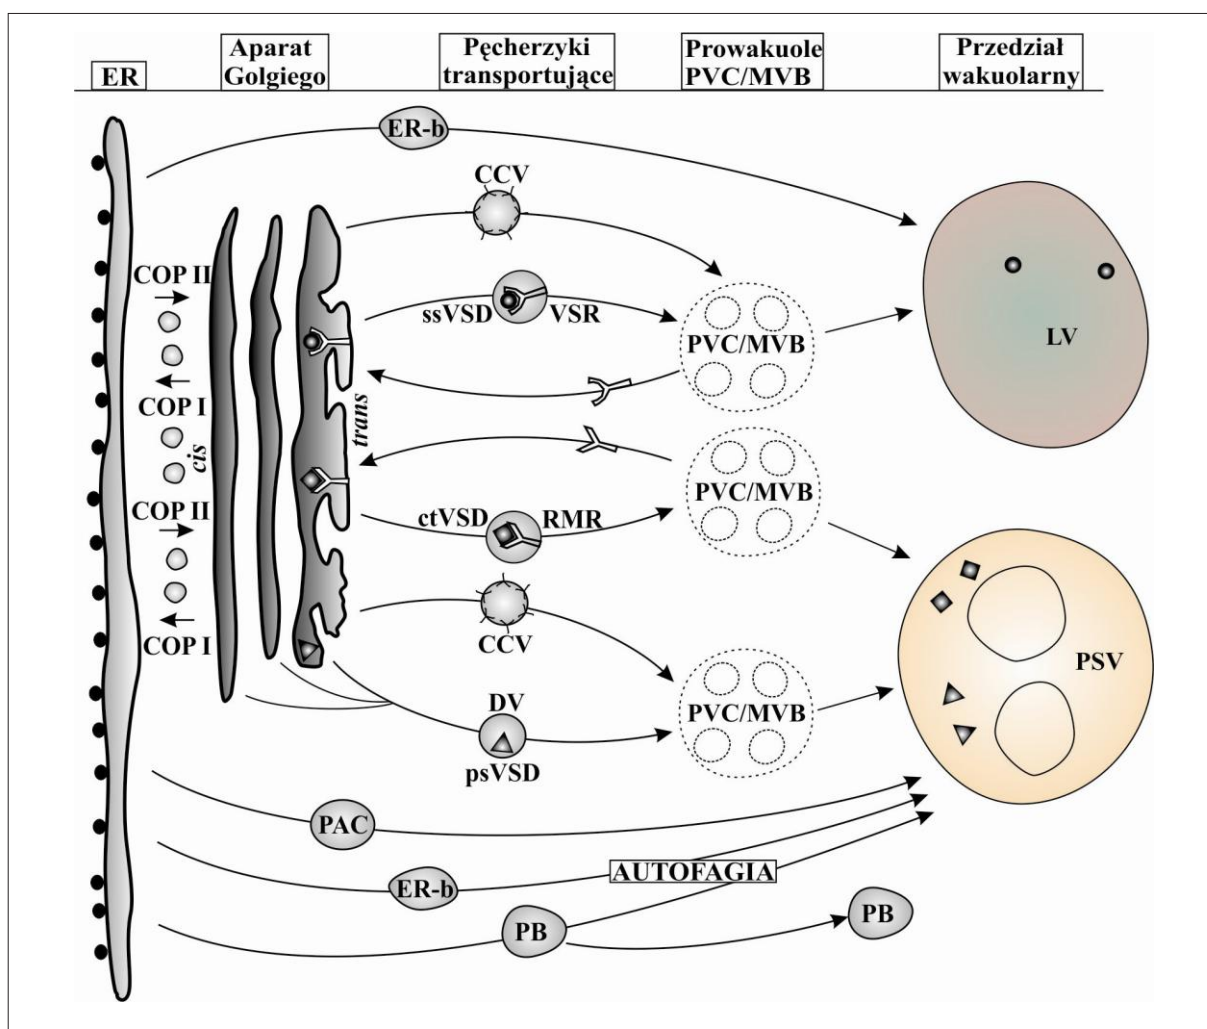 ER
Aparat
Golgiego
Pęcherzyki
transportujące
Prowakuole
PVC/MVB
Przedział
wakuolarny
ER-b
CCV
COP II
ssVSD
VSR
PVC/MVB
LV
COP I
cis
trans
COP II
ctVSD
RMR
PVC/MVB
COP I
CCV
PSV
DV
PVC/MVB
psVSD
PAC
ER-b
AUTOFAGIA
PB
PB